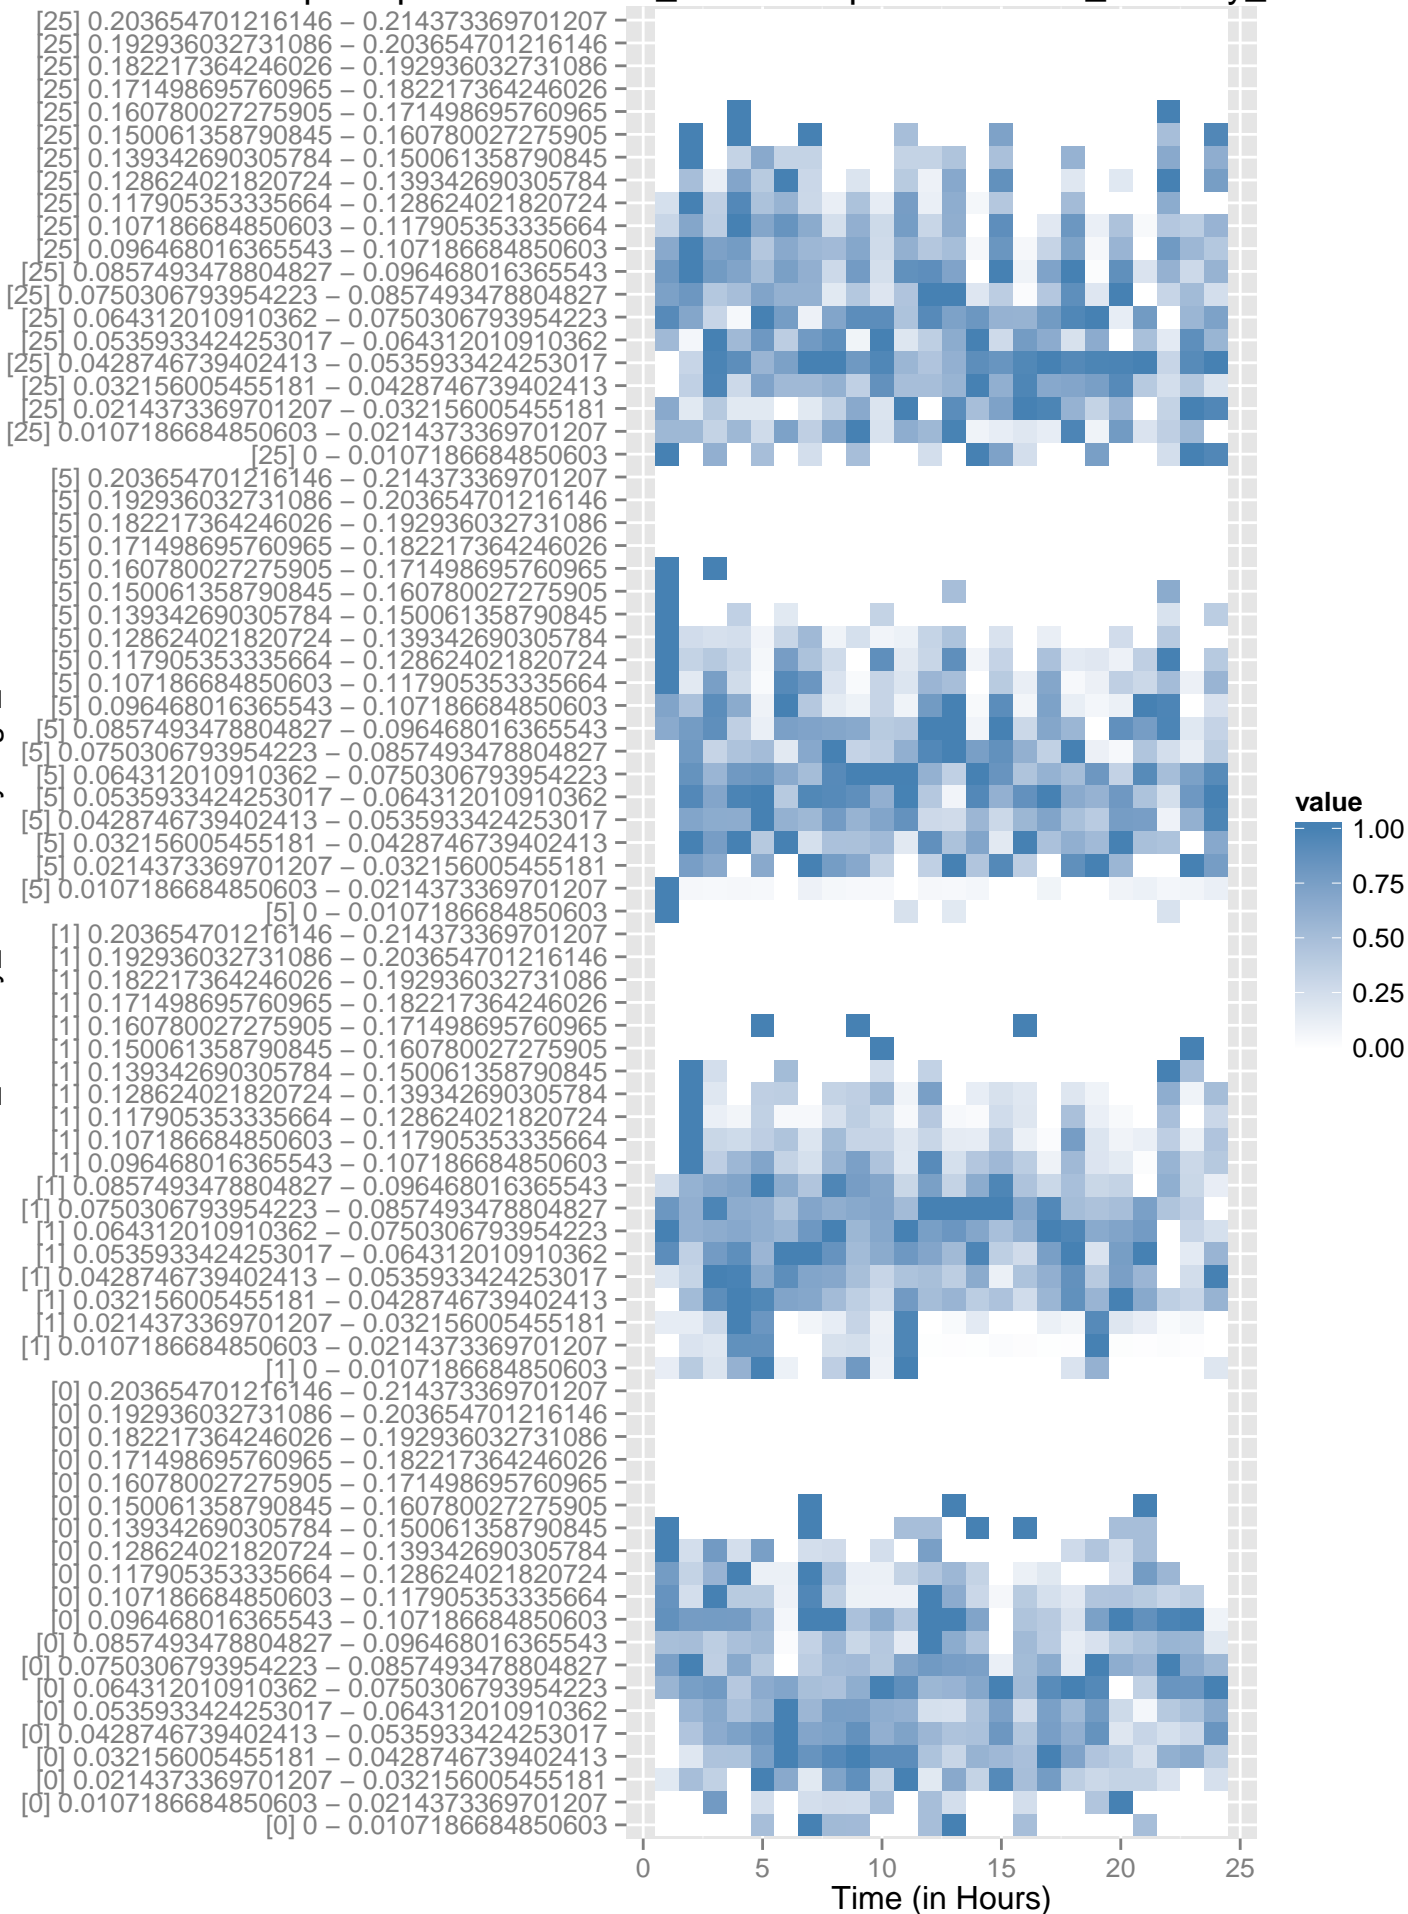 [25] 0.203654701216146 – 0.214373369701207
[25] 0.192936032731086 – 0.203654701216146
[25] 0.182217364246026 – 0.192936032731086
[25] 0.171498695760965 – 0.182217364246026
[25] 0.160780027275905 – 0.171498695760965
[25] 0.150061358790845 – 0.160780027275905
[25] 0.139342690305784 – 0.150061358790845
[25] 0.128624021820724 – 0.139342690305784
[25] 0.117905353335664 – 0.128624021820724
[25] 0.107186684850603 – 0.117905353335664
[25] 0.096468016365543 – 0.107186684850603
[25] 0.0857493478804827 – 0.096468016365543
[25] 0.0750306793954223 – 0.0857493478804827
[25] 0.064312010910362 – 0.0750306793954223
[25] 0.0535933424253017 – 0.064312010910362
[25] 0.0428746739402413 – 0.0535933424253017
[25] 0.032156005455181 – 0.0428746739402413
[25] 0.0214373369701207 – 0.032156005455181
[25] 0.0107186684850603 – 0.0214373369701207
[25] 0 – 0.0107186684850603
[5] 0.203654701216146 – 0.214373369701207
[5] 0.192936032731086 – 0.203654701216146
[5] 0.182217364246026 – 0.192936032731086
[5] 0.171498695760965 – 0.182217364246026
[5] 0.160780027275905 – 0.171498695760965
[5] 0.150061358790845 – 0.160780027275905
[5] 0.139342690305784 – 0.150061358790845
[5] 0.128624021820724 – 0.139342690305784
[5] 0.117905353335664 – 0.128624021820724
[5] 0.107186684850603 – 0.117905353335664
[5] 0.096468016365543 – 0.107186684850603
[5] 0.0857493478804827 – 0.096468016365543
[5] 0.0750306793954223 – 0.0857493478804827
[5] 0.064312010910362 – 0.0750306793954223
[5] 0.0535933424253017 – 0.064312010910362
[5] 0.0428746739402413 – 0.0535933424253017
[5] 0.032156005455181 – 0.0428746739402413
[5] 0.0214373369701207 – 0.032156005455181
[5] 0.0107186684850603 – 0.0214373369701207
[5] 0 – 0.0107186684850603
[1] 0.203654701216146 – 0.214373369701207
[1] 0.192936032731086 – 0.203654701216146
[1] 0.182217364246026 – 0.192936032731086
[1] 0.171498695760965 – 0.182217364246026
[1] 0.160780027275905 – 0.171498695760965
[1] 0.150061358790845 – 0.160780027275905
[1] 0.139342690305784 – 0.150061358790845
[1] 0.128624021820724 – 0.139342690305784
[1] 0.117905353335664 – 0.128624021820724
[1] 0.107186684850603 – 0.117905353335664
[1] 0.096468016365543 – 0.107186684850603
[1] 0.0857493478804827 – 0.096468016365543
[1] 0.0750306793954223 – 0.0857493478804827
[1] 0.064312010910362 – 0.0750306793954223
[1] 0.0535933424253017 – 0.064312010910362
[1] 0.0428746739402413 – 0.0535933424253017
[1] 0.032156005455181 – 0.0428746739402413
[1] 0.0214373369701207 – 0.032156005455181
[1] 0.0107186684850603 – 0.0214373369701207
[1] 0 – 0.0107186684850603
[0] 0.203654701216146 – 0.214373369701207
[0] 0.192936032731086 – 0.203654701216146
[0] 0.182217364246026 – 0.192936032731086
[0] 0.171498695760965 – 0.182217364246026
[0] 0.160780027275905 – 0.171498695760965
[0] 0.150061358790845 – 0.160780027275905
[0] 0.139342690305784 – 0.150061358790845
[0] 0.128624021820724 – 0.139342690305784
[0] 0.117905353335664 – 0.128624021820724
[0] 0.107186684850603 – 0.117905353335664
[0] 0.096468016365543 – 0.107186684850603
[0] 0.0857493478804827 – 0.096468016365543
[0] 0.0750306793954223 – 0.0857493478804827
[0] 0.064312010910362 – 0.0750306793954223
[0] 0.0535933424253017 – 0.064312010910362
[0] 0.0428746739402413 – 0.0535933424253017
[0] 0.032156005455181 – 0.0428746739402413
[0] 0.0214373369701207 – 0.032156005455181
[0] 0.0107186684850603 – 0.0214373369701207
[0] 0 – 0.0107186684850603
0 5 10 15 20 25
Time (in Hours)
value
1.00
0.75
0.50
0.25
0.00